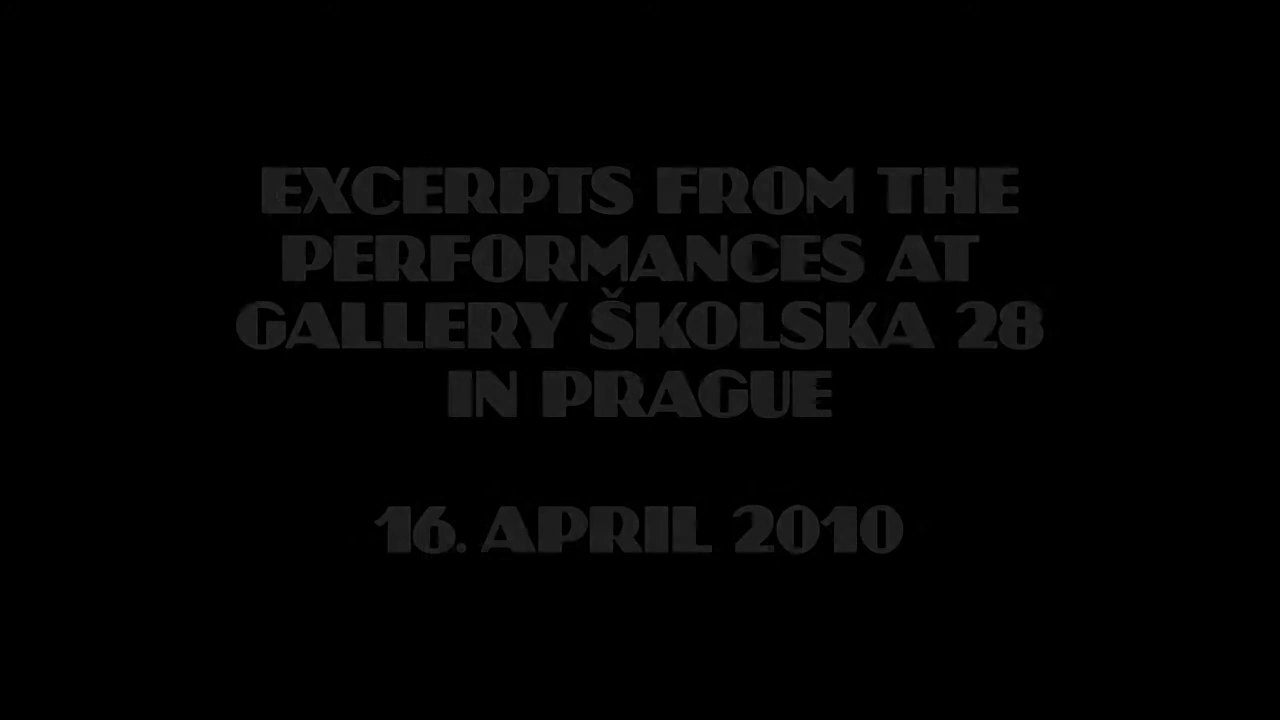 EXCERPTS FROM THE
PERFORMANCES AT
GALLERY ŠKOLSKA 28
IN PRAGUE
16. APRIL 2010